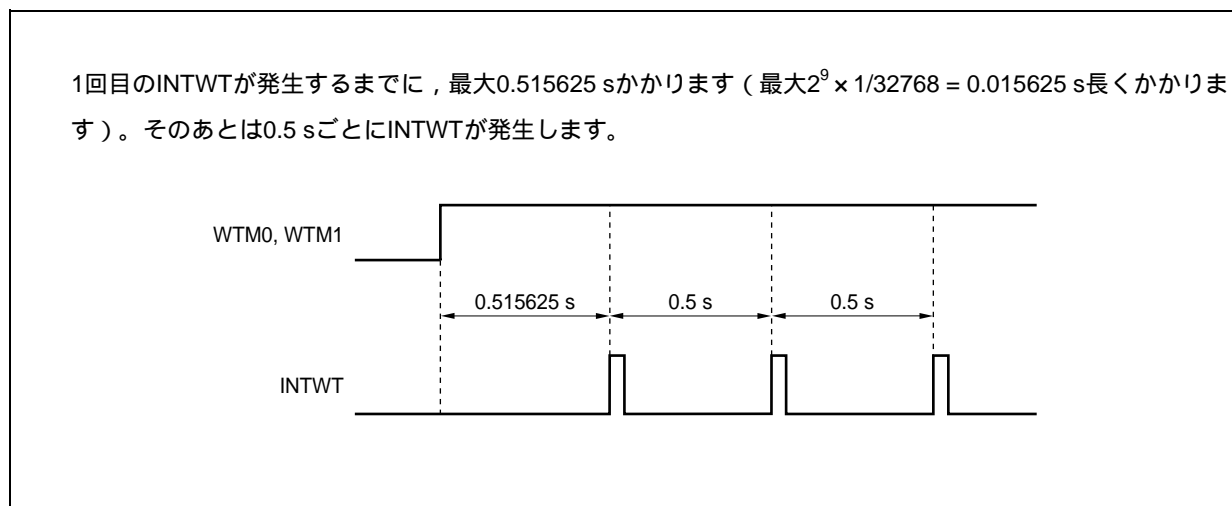 1回目のINTWTが発生するまでに，最大0.515625 sかかります（最大2⁹ × 1/32768 = 0.015625 s長くかかりま
す）。そのあとは0.5 sごとにINTWTが発生します。
WTM0, WTM1
0.515625 s 0.5 s 0.5 s
INTWT